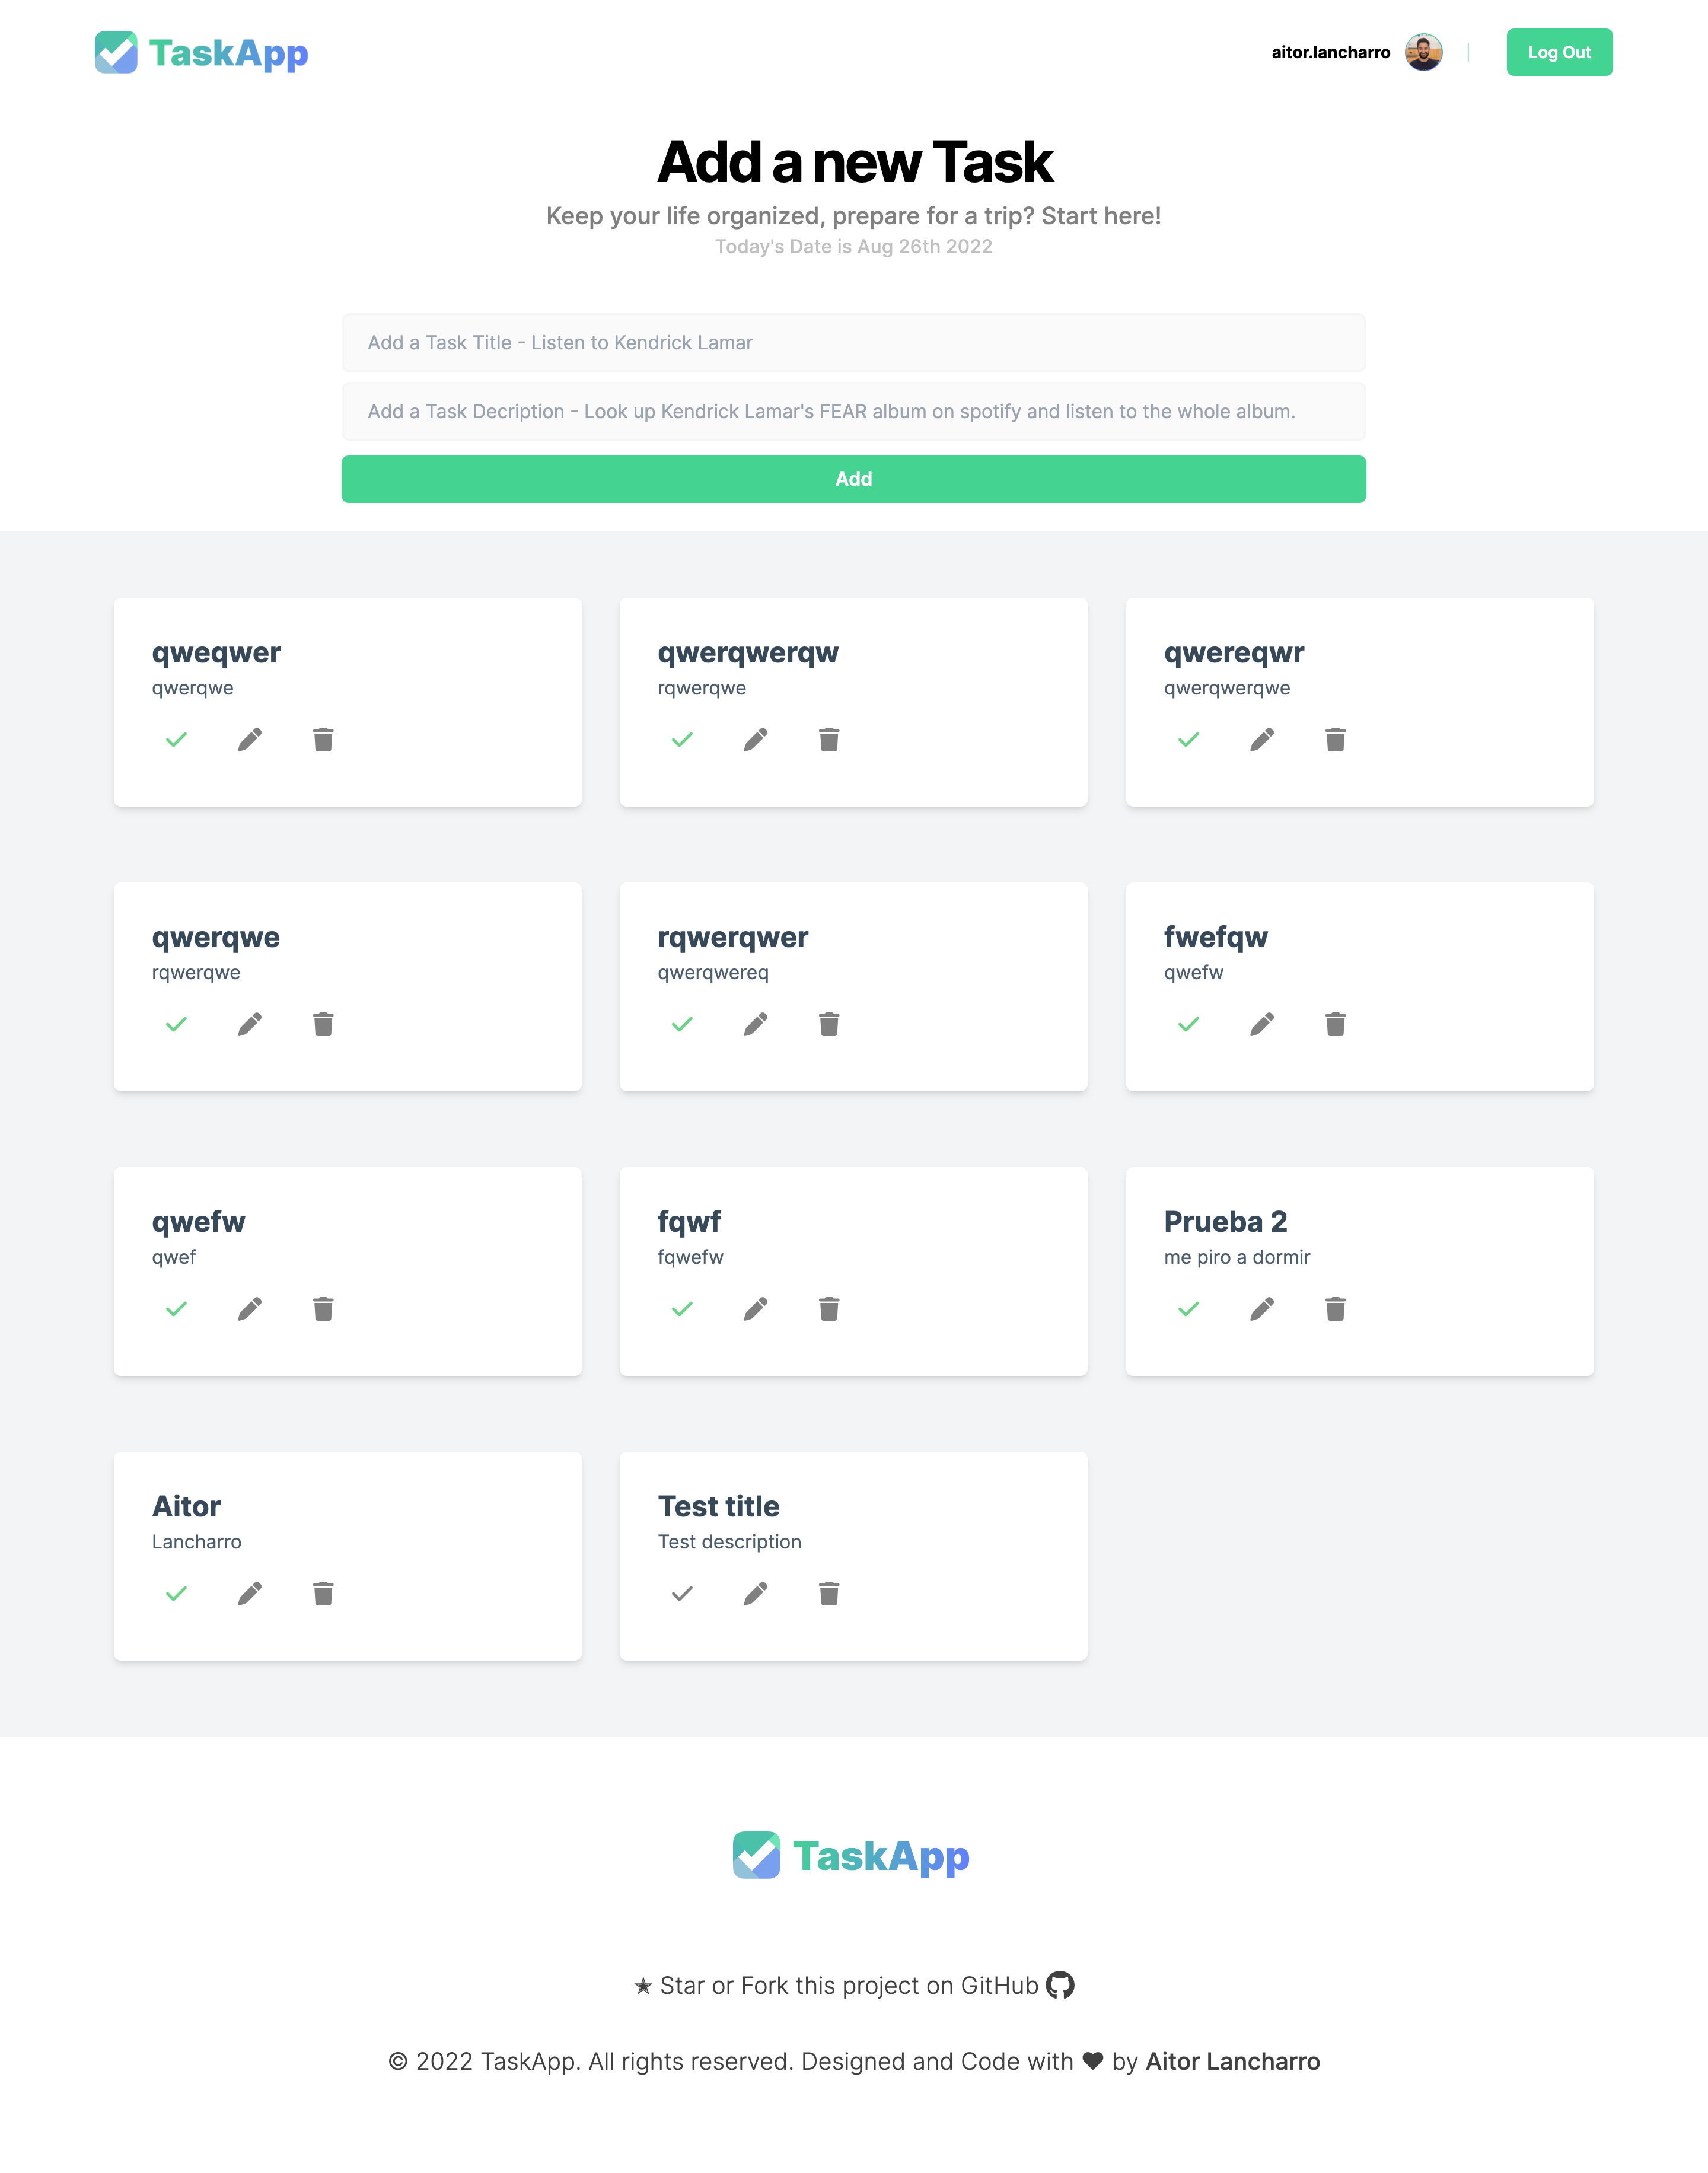 TaskApp
aitor.lancharro
Log Out
Add a new Task
Keep your life organized, prepare for a trip? Start here!
Today's Date is Aug 26th 2022
Add a Task Title - Listen to Kendrick Lamar
Add a Task Decription - Look up Kendrick Lamar's FEAR album on spotify and listen to the whole album.
Add
qweqwer
qwerqwe
qwerqwerqw
rqwerqwe
qwereqwr
qwerqwerqwe
qwerqwe
rqwerqwe
rqwerqwer
qwerqwereq
fwefqw
qwefw
qwefw
qwef
fqwf
fqwefw
Prueba 2
me piro a dormir
Aitor
Lancharro
Test title
Test description
TaskApp
★ Star or Fork this project on GitHub
© 2022 TaskApp. All rights reserved. Designed and Code with ♥ by Aitor Lancharro